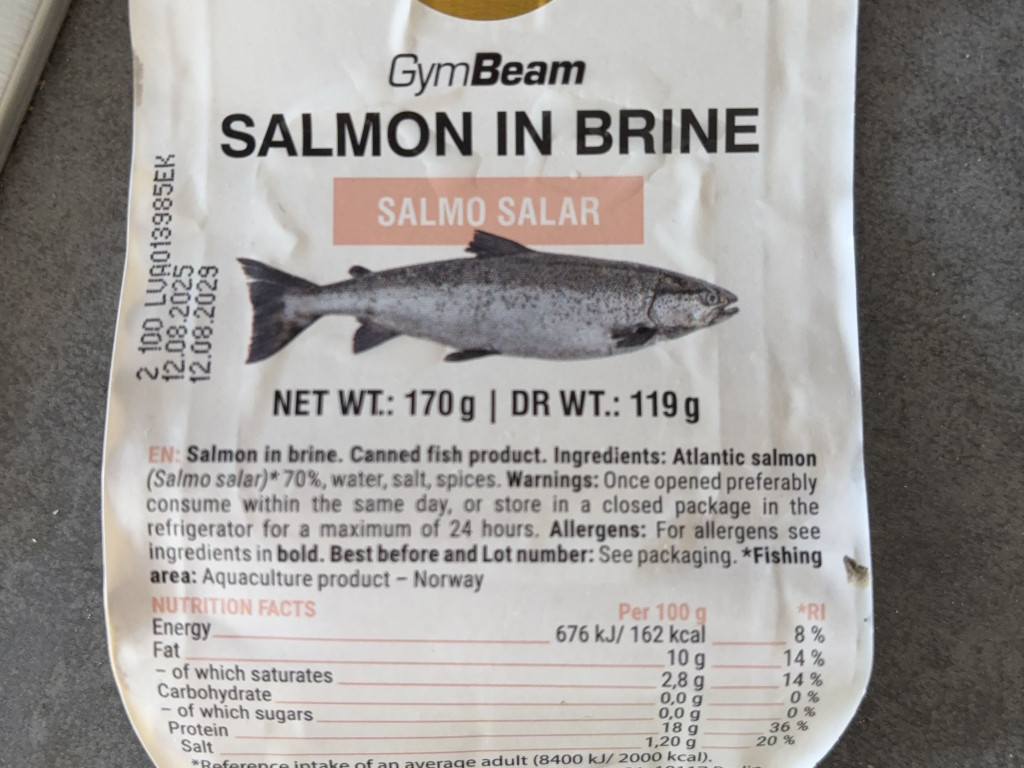 GymBeam
SALMON IN BRINE
SALMO SALAR
2 100 LVA013985EK
12.08.2025
12.08.2029
NET WT.: 170 g | DR WT.: 119 g
EN: Salmon in brine. Canned fish product. Ingredients: Atlantic salmon
(Salmo salar)* 70%, water, salt, spices. Warnings: Once opened preferably
consume within the same day, or store in a closed package in the
refrigerator for a maximum of 24 hours. Allergens: For allergens see
ingredients in bold. Best before and Lot number: See packaging. *Fishing
area: Aquaculture product – Norway
NUTRITION FACTS Per 100 g *RI
Energy 676 kJ/ 162 kcal 8 %
Fat 10 g 14 %
– of which saturates 2,8 g 14 %
Carbohydrate 0,0 g 0 %
– of which sugars 0,0 g 0 %
Protein 18 g 36 %
Salt 1,20 g 20 %
*Reference intake of an average adult (8400 kJ/ 2000 kcal).